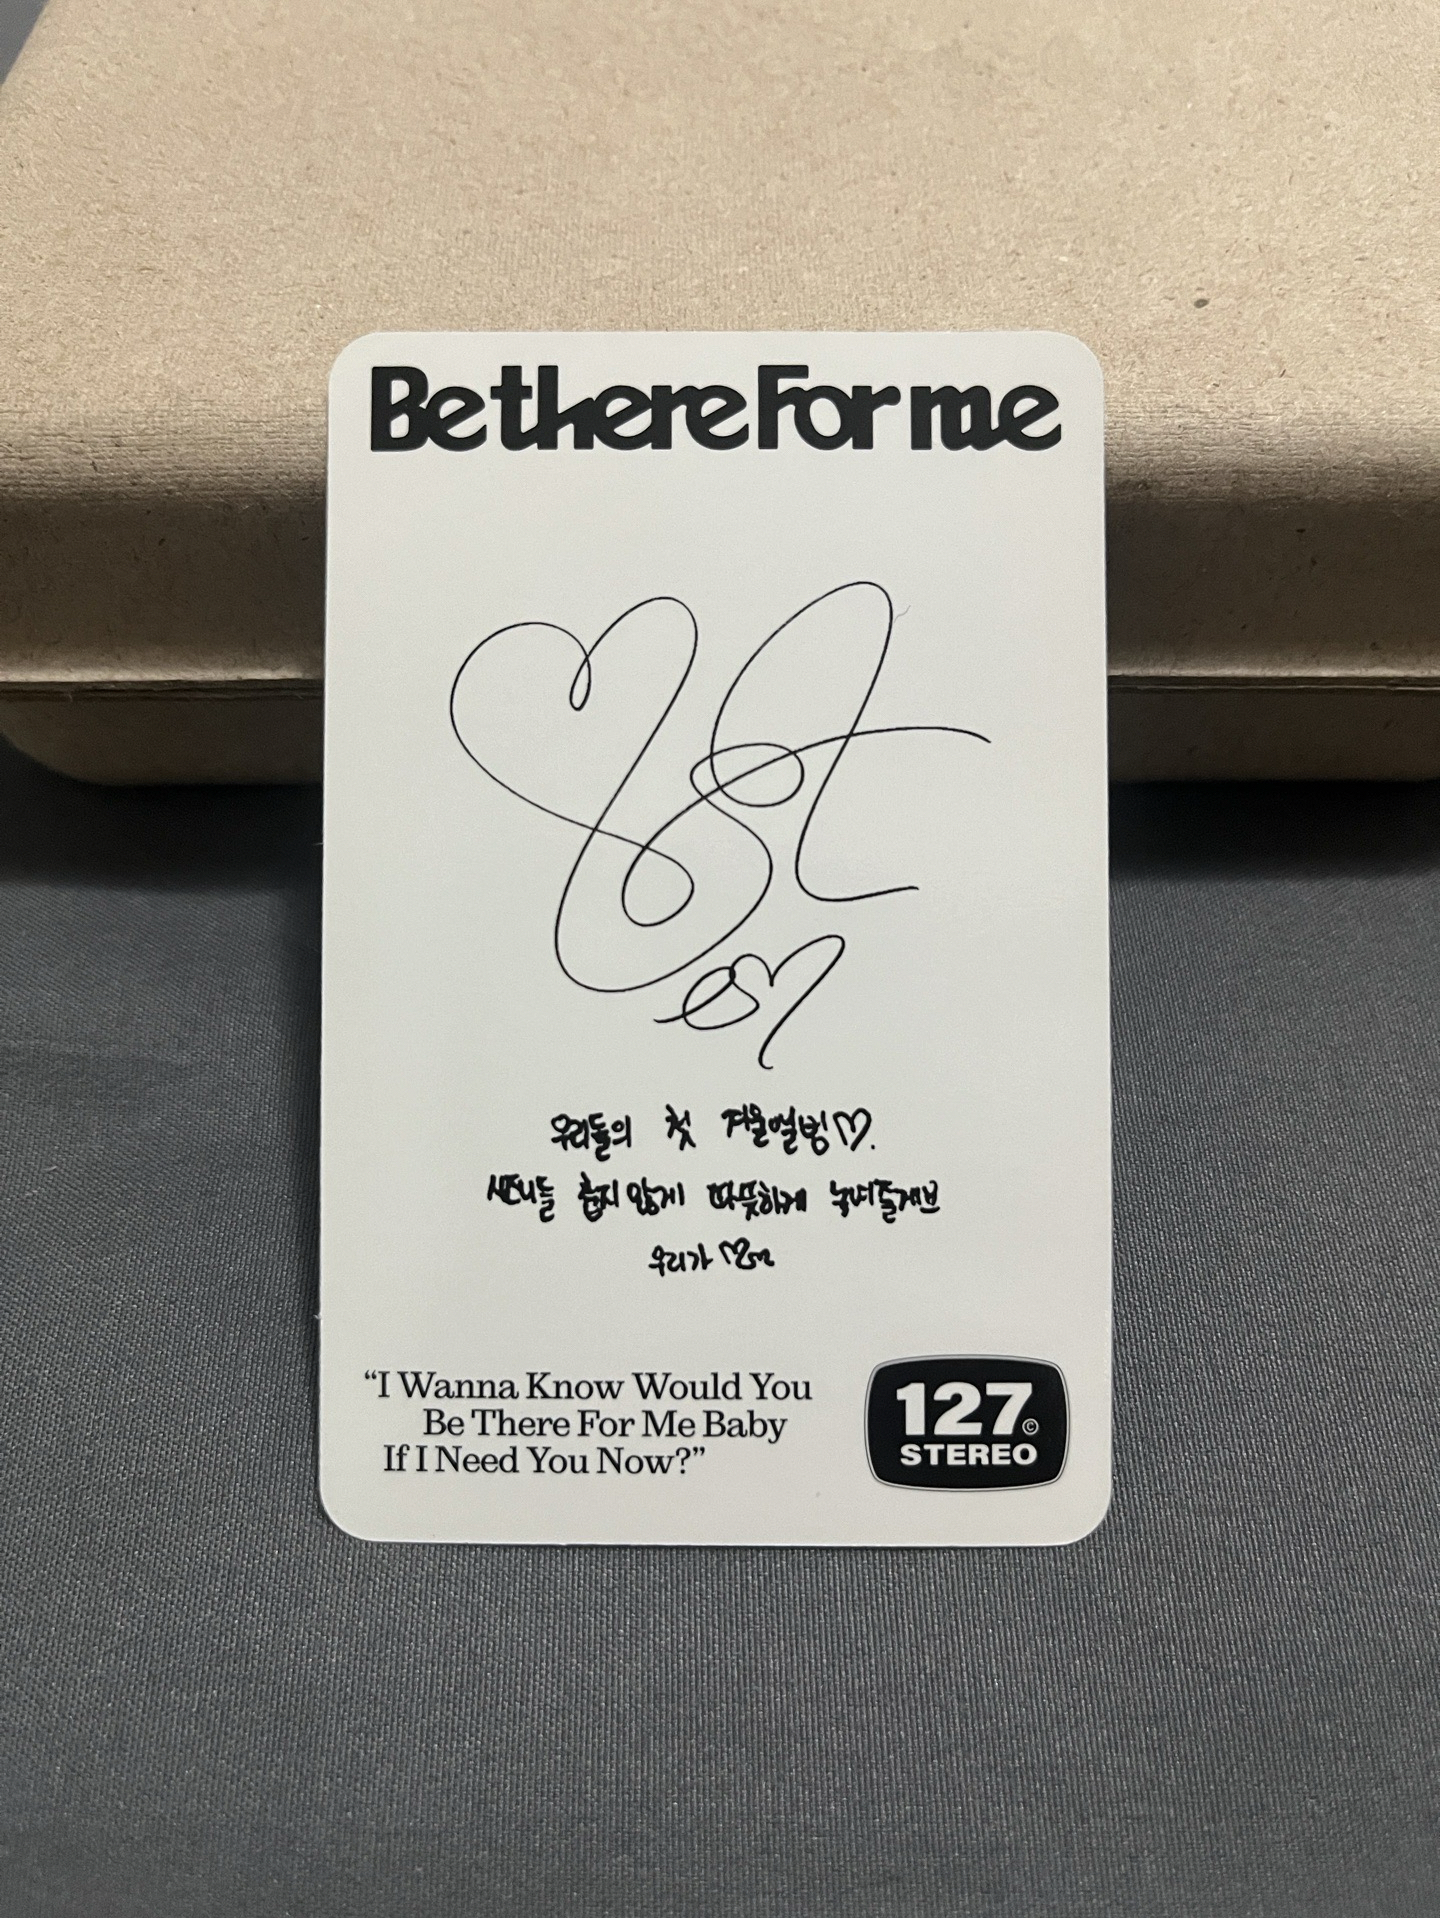 Be there For me
우리들의 첫 겨울앨범♡.
시즈니들 춥지 않게 따뜻하게 녹여줄게요
우리가 ♡
“I Wanna Know Would You
Be There For Me Baby
If I Need You Now?”
127©
STEREO